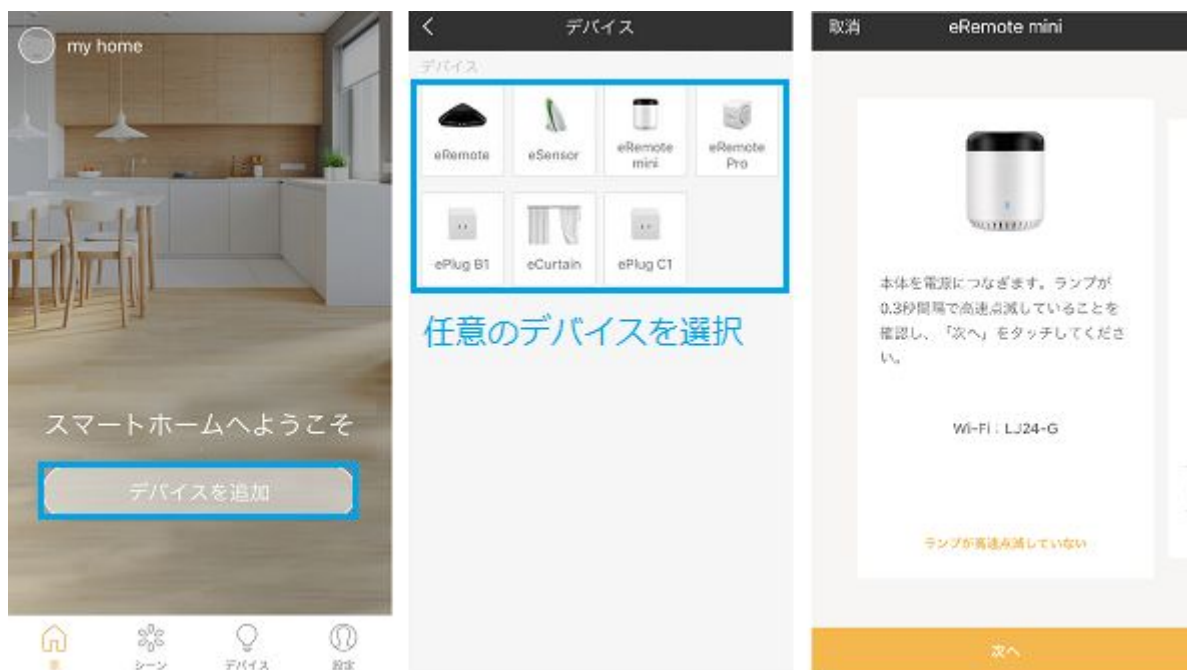 my home
スマートホームへようこそ
デバイスを追加
家
シーン
デバイス
設定
デバイス
デバイス
eRemote
eSensor
eRemote
mini
eRemote
Pro
ePlug B1
eCurtain
ePlug C1
任意のデバイスを選択
取消
eRemote mini
本体を電源につなぎます。ランプが
0.3秒間隔で高速点滅していることを
確認し、「次へ」をタッチしてくださ
い。
Wi-Fi : LJ24-G
ランプが高速点滅していない
次へ